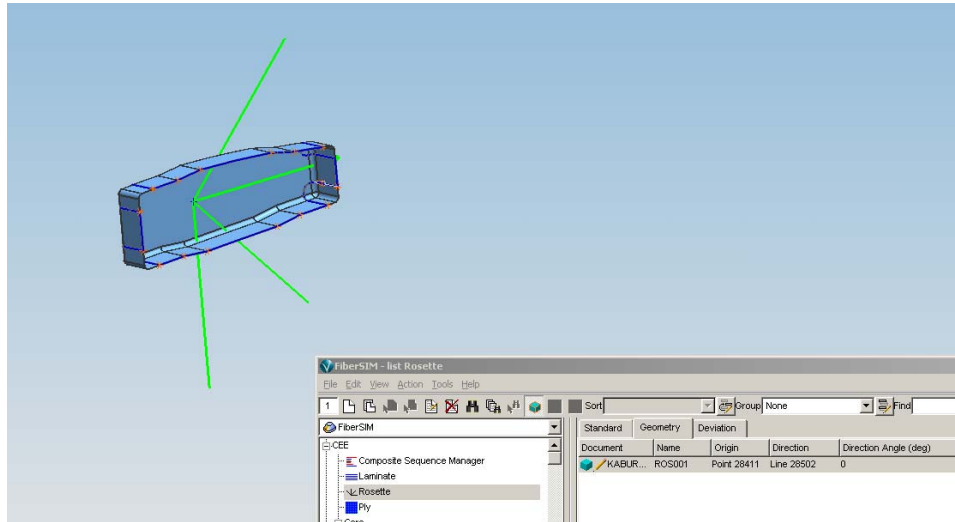 FiberSIM - list Rosette
File Edit View Action Tools Help
1 Sort Group None Find
FiberSIM
Standard Geometry Deviation
CEE
Document Name Origin Direction Direction Angle (deg)
Composite Sequence Manager
KABUR... ROS001 Point 28411 Line 28502 0
Laminate
Rosette
Ply
Core